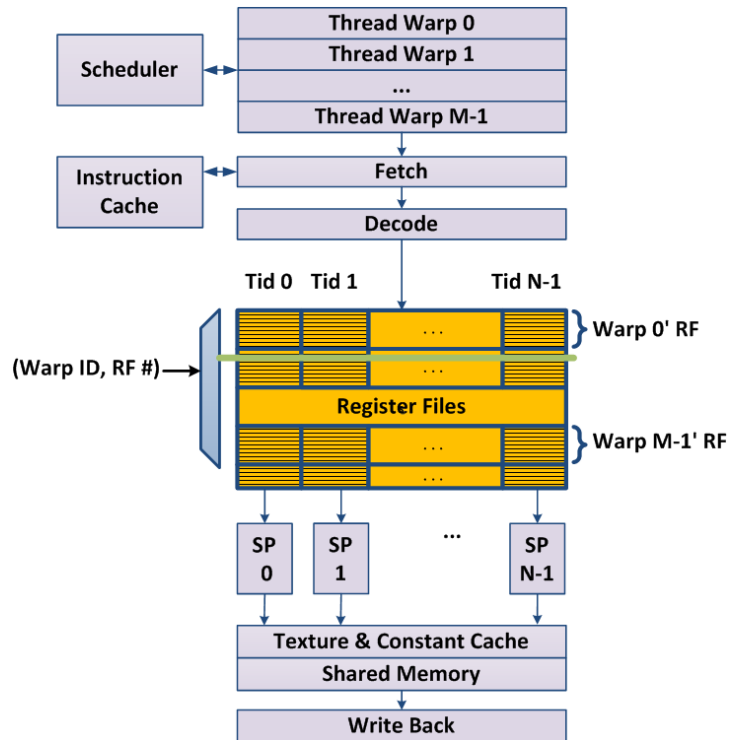 Thread Warp 0
Scheduler
Thread Warp 1
...
Thread Warp M-1
Instruction
Cache
Fetch
Decode
Tid 0 Tid 1 Tid N-1
... Warp 0' RF
(Warp ID, RF #)
...
Register Files
... Warp M-1' RF
...
SP
0
SP
1
...
SP
N-1
Texture & Constant Cache
Shared Memory
Write Back